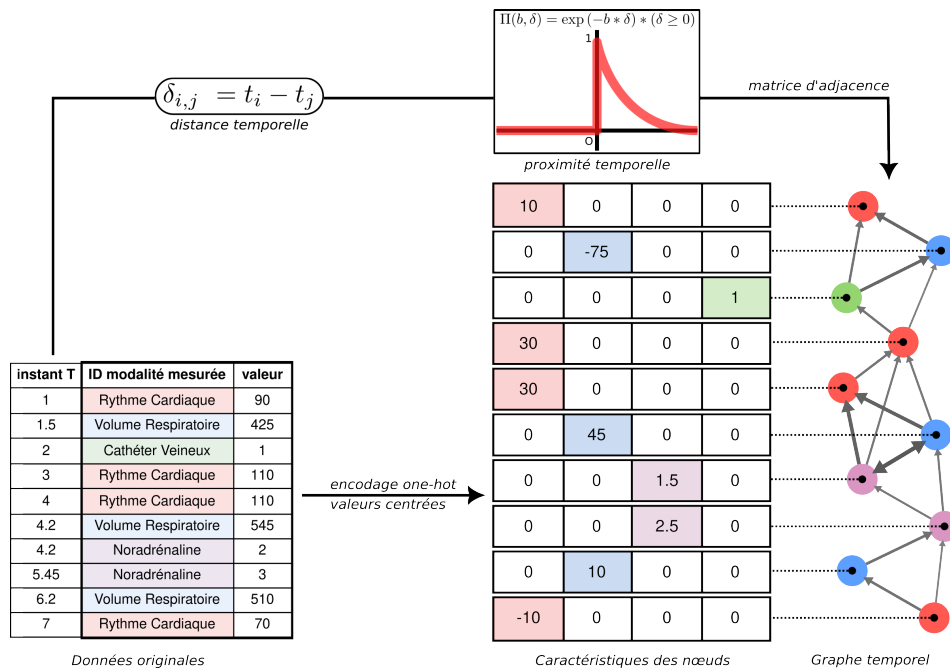 Π(b, δ) = exp (−b ∗ δ) ∗ (δ ≥ 0)
1
O
δi,j = ti − tj
distance temporelle
proximité temporelle
matrice d'adjacence
10 0 0 0
0 -75 0 0
0 0 0 1
30 0 0 0
30 0 0 0
0 45 0 0
0 0 1.5 0
0 0 2.5 0
0 10 0 0
-10 0 0 0
instant T ID modalité mesurée valeur
1 Rythme Cardiaque 90
1.5 Volume Respiratoire 425
2 Cathéter Veineux 1
3 Rythme Cardiaque 110
4 Rythme Cardiaque 110
4.2 Volume Respiratoire 545
4.2 Noradrénaline 2
5.45 Noradrénaline 3
6.2 Volume Respiratoire 510
7 Rythme Cardiaque 70
encodage one-hot
valeurs centrées
Données originales
Caractéristiques des nœuds
Graphe temporel